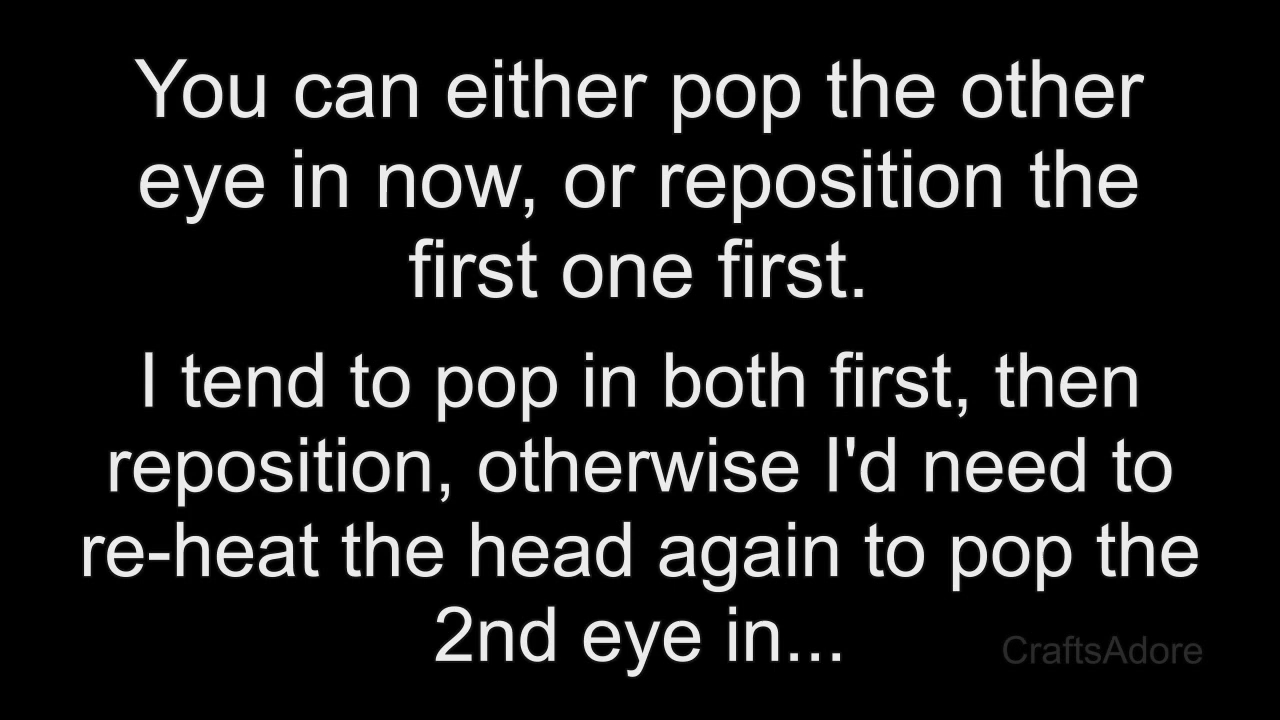 You can either pop the other
eye in now, or reposition the
first one first.
I tend to pop in both first, then
reposition, otherwise I'd need to
re-heat the head again to pop the
2nd eye in...
CraftsAdore